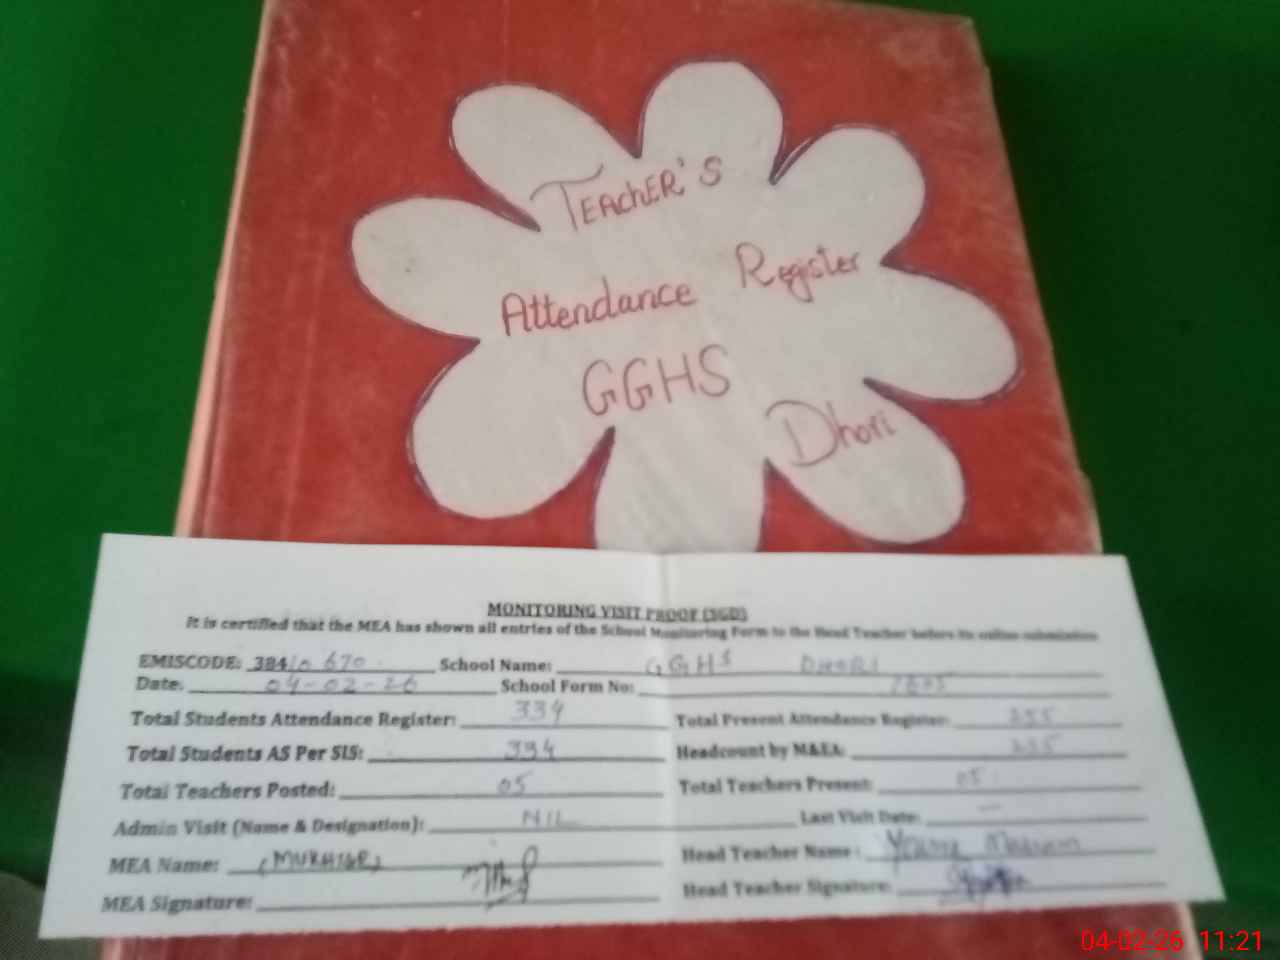 TEAChER'S
Attendance Register
GGHS
Dhori
MONITORING VISIT PROOF (SGD)
It is certified that the MEA has shown all entries of the School Monitoring Form to the Head Teacher before its online submission
EMISCODE: 38410670 School Name: GGHS DHORI
Date: 04-02-26 School Form No:
Total Students Attendance Register: 334 Total Present Attendance Register: 255
Total Students AS Per SIS: 334 Headcount by M&EA: 255
Total Teachers Posted: 05 Total Teachers Present: 05
Admin Visit (Name & Designation): NIL Last Visit Date: —
MEA Name: Head Teacher Name:
MEA Signature: Head Teacher Signature:
04-02-26 11:21